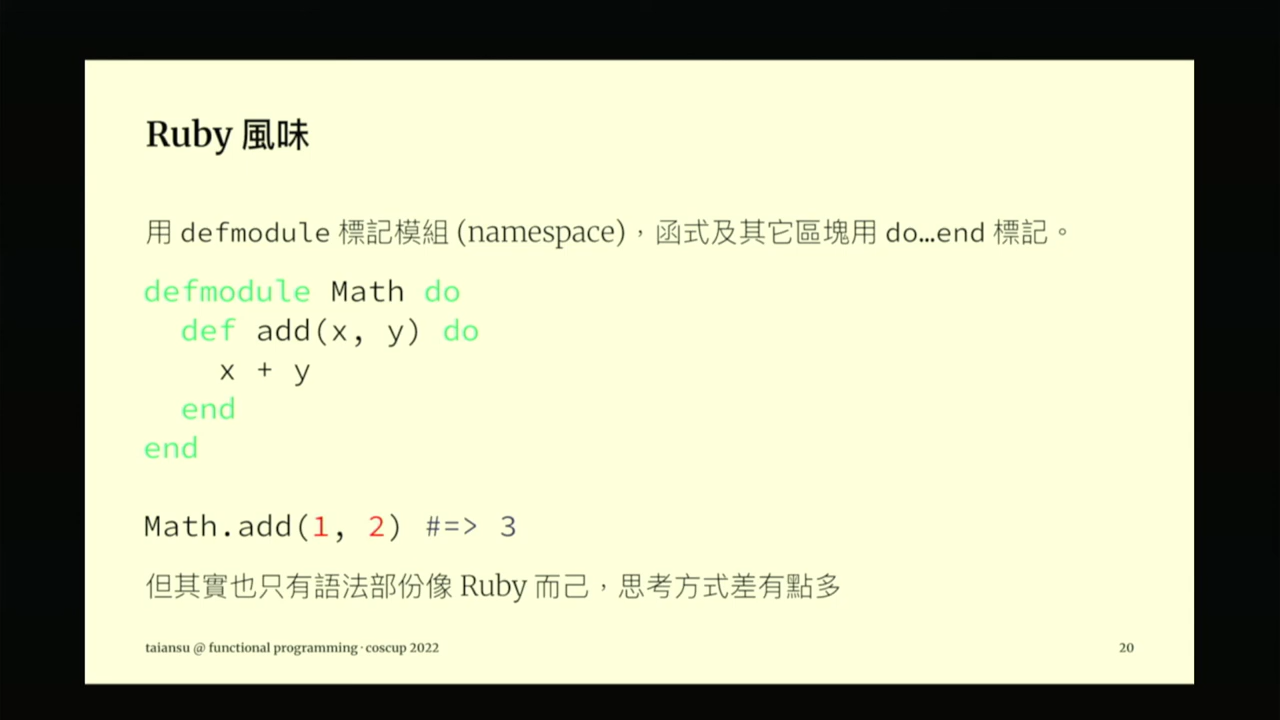 Ruby 風味
用 defmodule 標記模組 (namespace)，函式及其它區塊用 do…end 標記。
defmodule Math do
  def add(x, y) do
    x + y
  end
end
Math.add(1, 2) #=> 3
但其實也只有語法部份像 Ruby 而己，思考方式差有點多
taiansu @ functional programming · coscup 2022
20